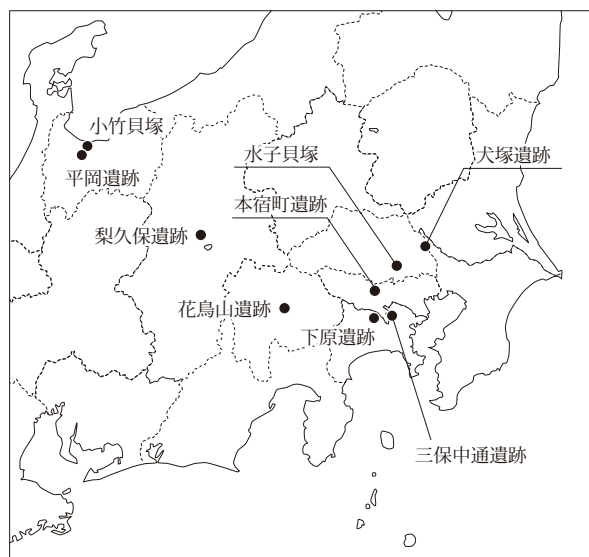 小竹貝塚
平岡遺跡
水子貝塚
犬塚遺跡
本宿町遺跡
梨久保遺跡
花鳥山遺跡
下原遺跡
三保中通遺跡